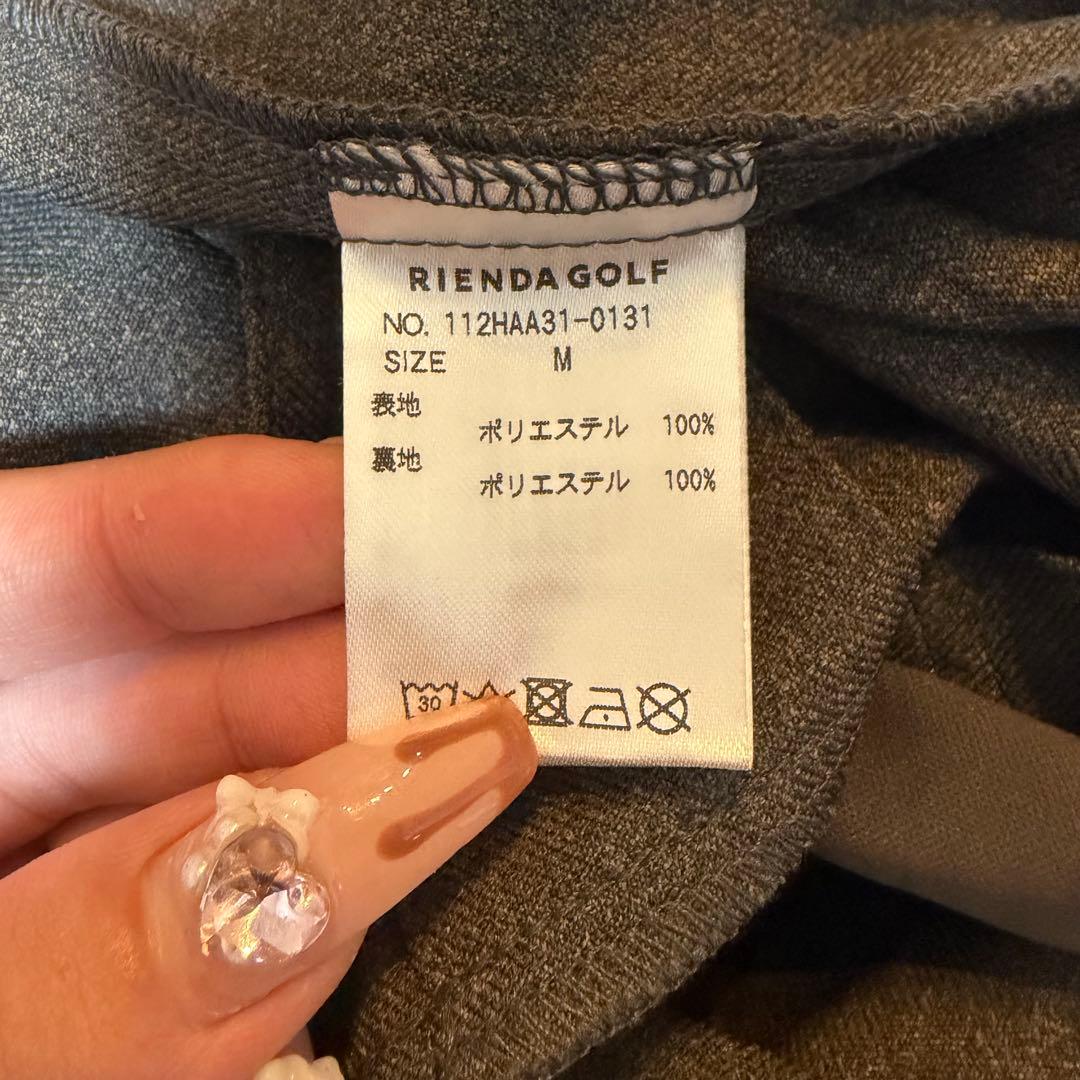 RIENDA GOLF
NO. 112HAA31-0131
SIZE M
表地
ポリエステル 100%
裏地
ポリエステル 100%
30